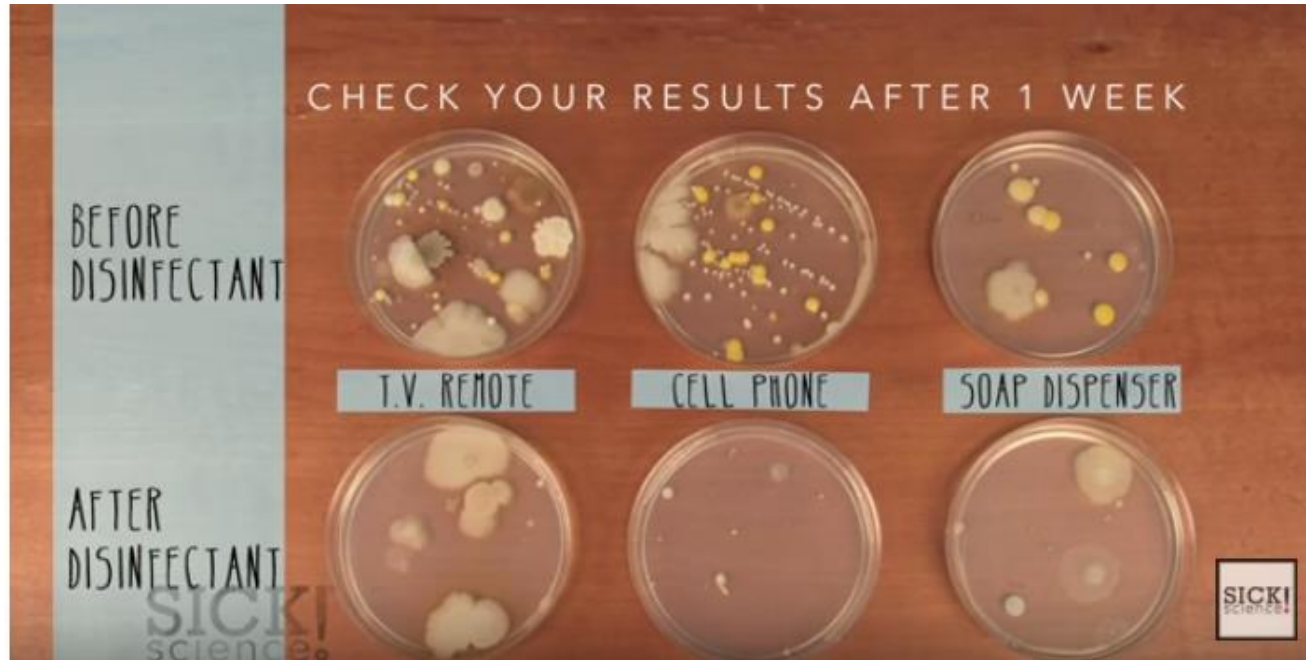 CHECK YOUR RESULTS AFTER 1 WEEK
BEFORE
DISINFECTANT
T.V. REMOTE
CELL PHONE
SOAP DISPENSER
AFTER
DISINFECTANT
SICK!
science!
SICK!
science!